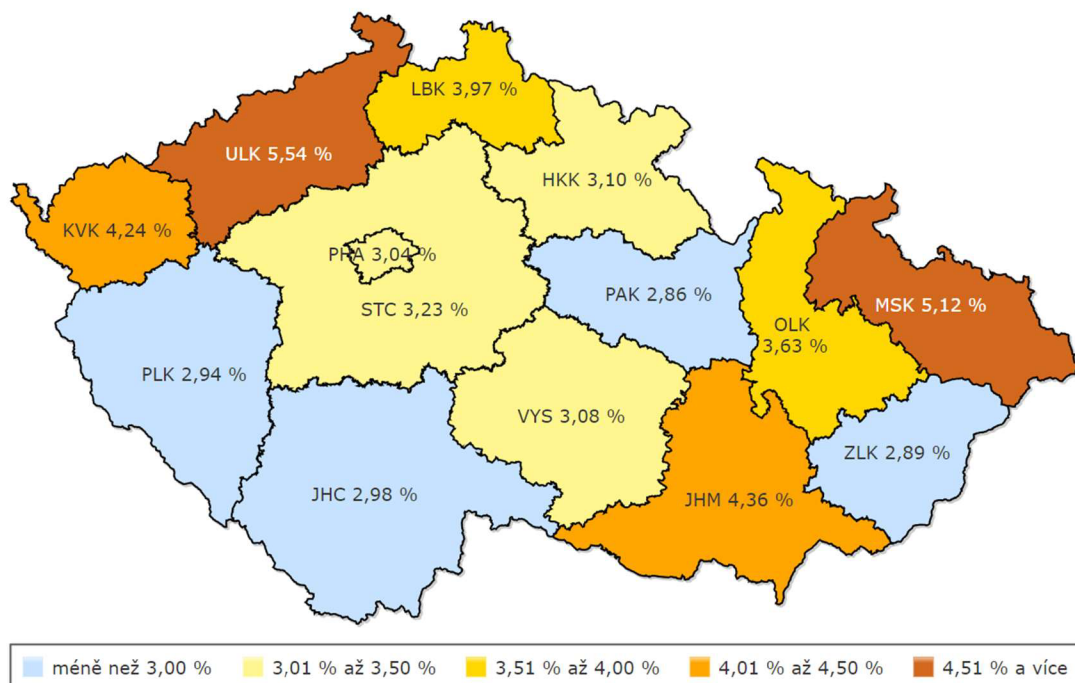 LBK 3,97 %
ULK 5,54 %
HKK 3,10 %
KVK 4,24 %
PHA 3,04 %
PAK 2,86 %
MSK 5,12 %
STC 3,23 %
OLK
3,63 %
PLK 2,94 %
VYS 3,08 %
ZLK 2,89 %
JHC 2,98 %
JHM 4,36 %
méně než 3,00 % 3,01 % až 3,50 % 3,51 % až 4,00 % 4,01 % až 4,50 % 4,51 % a více